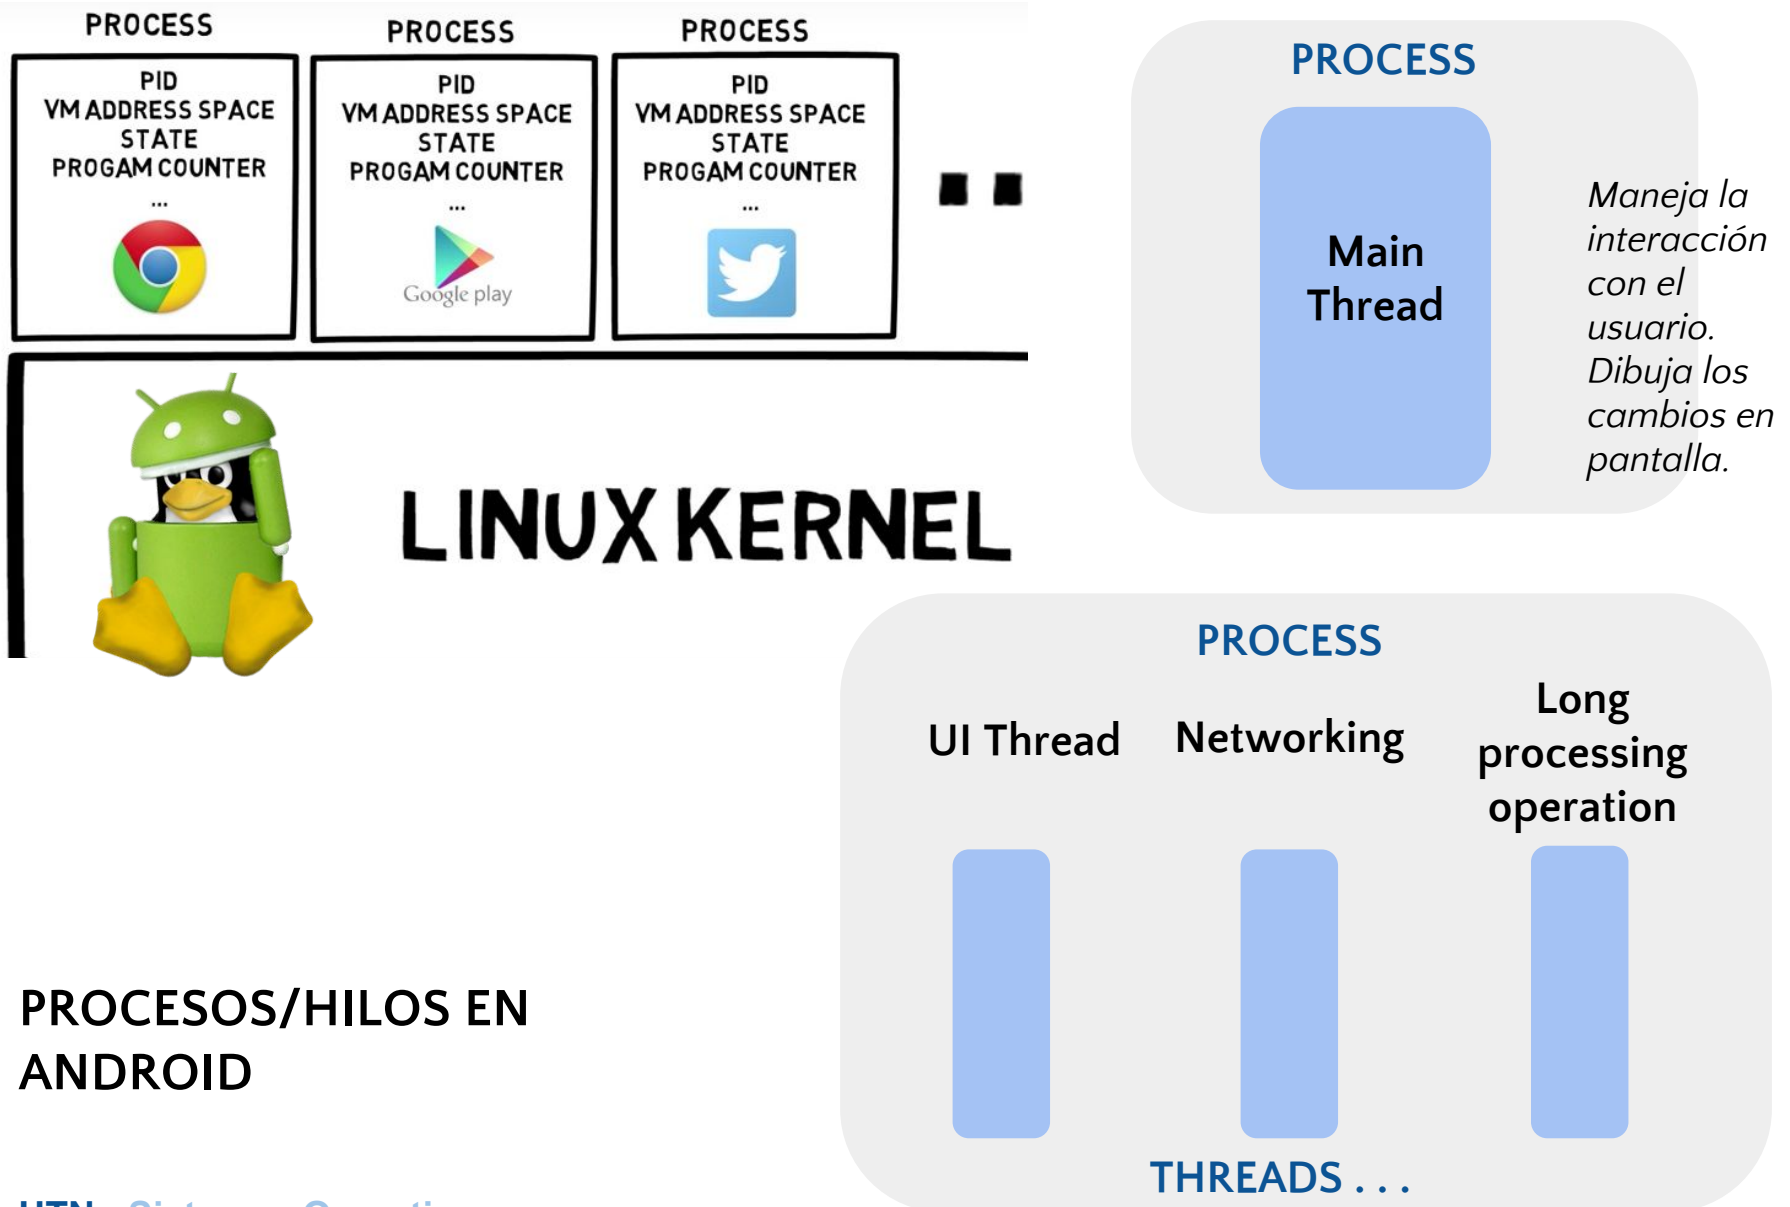 PROCESS
PID
VM ADDRESS SPACE
STATE
PROGAM COUNTER
...
PROCESS
PID
VM ADDRESS SPACE
STATE
PROGAM COUNTER
...
Google play
PROCESS
PID
VM ADDRESS SPACE
STATE
PROGAM COUNTER
...
LINUX KERNEL
PROCESS
Main
Thread
Maneja la
interacción
con el
usuario.
Dibuja los
cambios en
pantalla.
PROCESS
UI Thread
Networking
Long
processing
operation
THREADS . . .
PROCESOS/HILOS EN
ANDROID